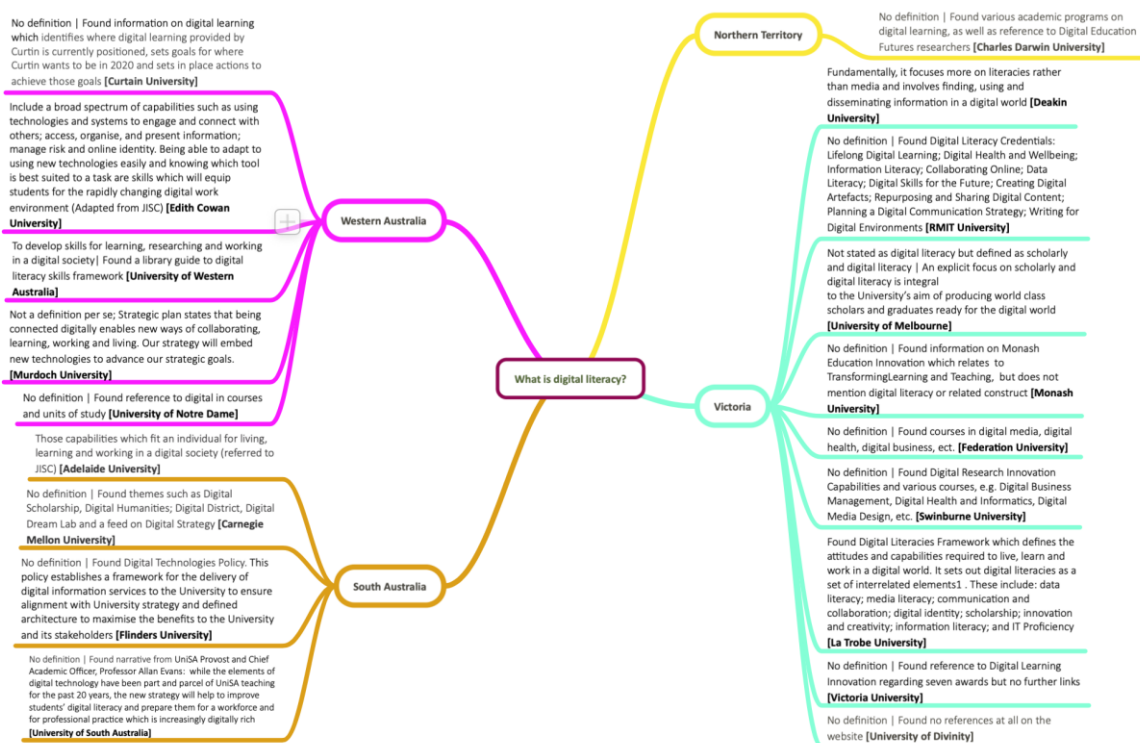 No definition | Found information on digital learning
which identifies where digital learning provided by
Curtin is currently positioned, sets goals for where
Curtin wants to be in 2020 and sets in place actions to
achieve those goals [Curtain University]
Include a broad spectrum of capabilities such as using
technologies and systems to engage and connect with
others; access, organise, and present information;
manage risk and online identity. Being able to adapt to
using new technologies easily and knowing which tool
is best suited to a task are skills which will equip
students for the rapidly changing digital work
environment (Adapted from JISC) [Edith Cowan
University]
To develop skills for learning, researching and working
in a digital society| Found a library guide to digital
literacy skills framework [University of Western
Australia]
Not a definition per se; Strategic plan states that being
connected digitally enables new ways of collaborating,
learning, working and living. Our strategy will embed
new technologies to advance our strategic goals.
[Murdoch University]
No definition | Found reference to digital in courses
and units of study [University of Notre Dame]
Western Australia
Those capabilities which fit an individual for living,
learning and working in a digital society (referred to
JISC) [Adelaide University]
No definition | Found themes such as Digital
Scholarship, Digital Humanities; Digital District, Digital
Dream Lab and a feed on Digital Strategy [Carnegie
Mellon University]
No definition | Found Digital Technologies Policy. This
policy establishes a framework for the delivery of
digital information services to the University to ensure
alignment with University strategy and defined
architecture to maximise the benefits to the University
and its stakeholders [Flinders University]
No definition | Found narrative from UniSA Provost and Chief
Academic Officer, Professor Allan Evans: while the elements of
digital technology have been part and parcel of UniSA teaching
for the past 20 years, the new strategy will help to improve
students' digital literacy and prepare them for a workforce and
for professional practice which is increasingly digitally rich
[University of South Australia]
South Australia
What is digital literacy?
Northern Territory
No definition | Found various academic programs on
digital learning, as well as reference to Digital Education
Futures researchers [Charles Darwin University]
Victoria
Fundamentally, it focuses more on literacies rather
than media and involves finding, using and
disseminating information in a digital world [Deakin
University]
No definition | Found Digital Literacy Credentials:
Lifelong Digital Learning; Digital Health and Wellbeing;
Information Literacy; Collaborating Online; Data
Literacy; Digital Skills for the Future; Creating Digital
Artefacts; Repurposing and Sharing Digital Content;
Planning a Digital Communication Strategy; Writing for
Digital Environments [RMIT University]
Not stated as digital literacy but defined as scholarly
and digital literacy | An explicit focus on scholarly and
digital literacy is integral
to the University's aim of producing world class
scholars and graduates ready for the digital world
[University of Melbourne]
No definition | Found information on Monash
Education Innovation which relates to
TransformingLearning and Teaching, but does not
mention digital literacy or related construct [Monash
University]
No definition | Found courses in digital media, digital
health, digital business, ect. [Federation University]
No definition | Found Digital Research Innovation
Capabilities and various courses, e.g. Digital Business
Management, Digital Health and Informatics, Digital
Media Design, etc. [Swinburne University]
Found Digital Literacies Framework which defines the
attitudes and capabilities required to live, learn and
work in a digital world. It sets out digital literacies as a
set of interrelated elements1 . These include: data
literacy; media literacy; communication and
collaboration; digital identity; scholarship; innovation
and creativity; information literacy; and IT Proficiency
[La Trobe University]
No definition | Found reference to Digital Learning
Innovation regarding seven awards but no further links
[Victoria University]
No definition | Found no references at all on the
website [University of Divinity]